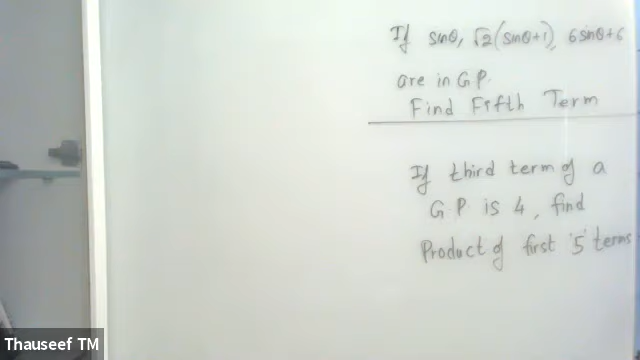 If sinθ, √2(sinθ+1), 6sinθ+6
are in G.P.
Find Fifth Term
If third term of a
G.P is 4, find
Product of first '5' terms
Thauseef TM